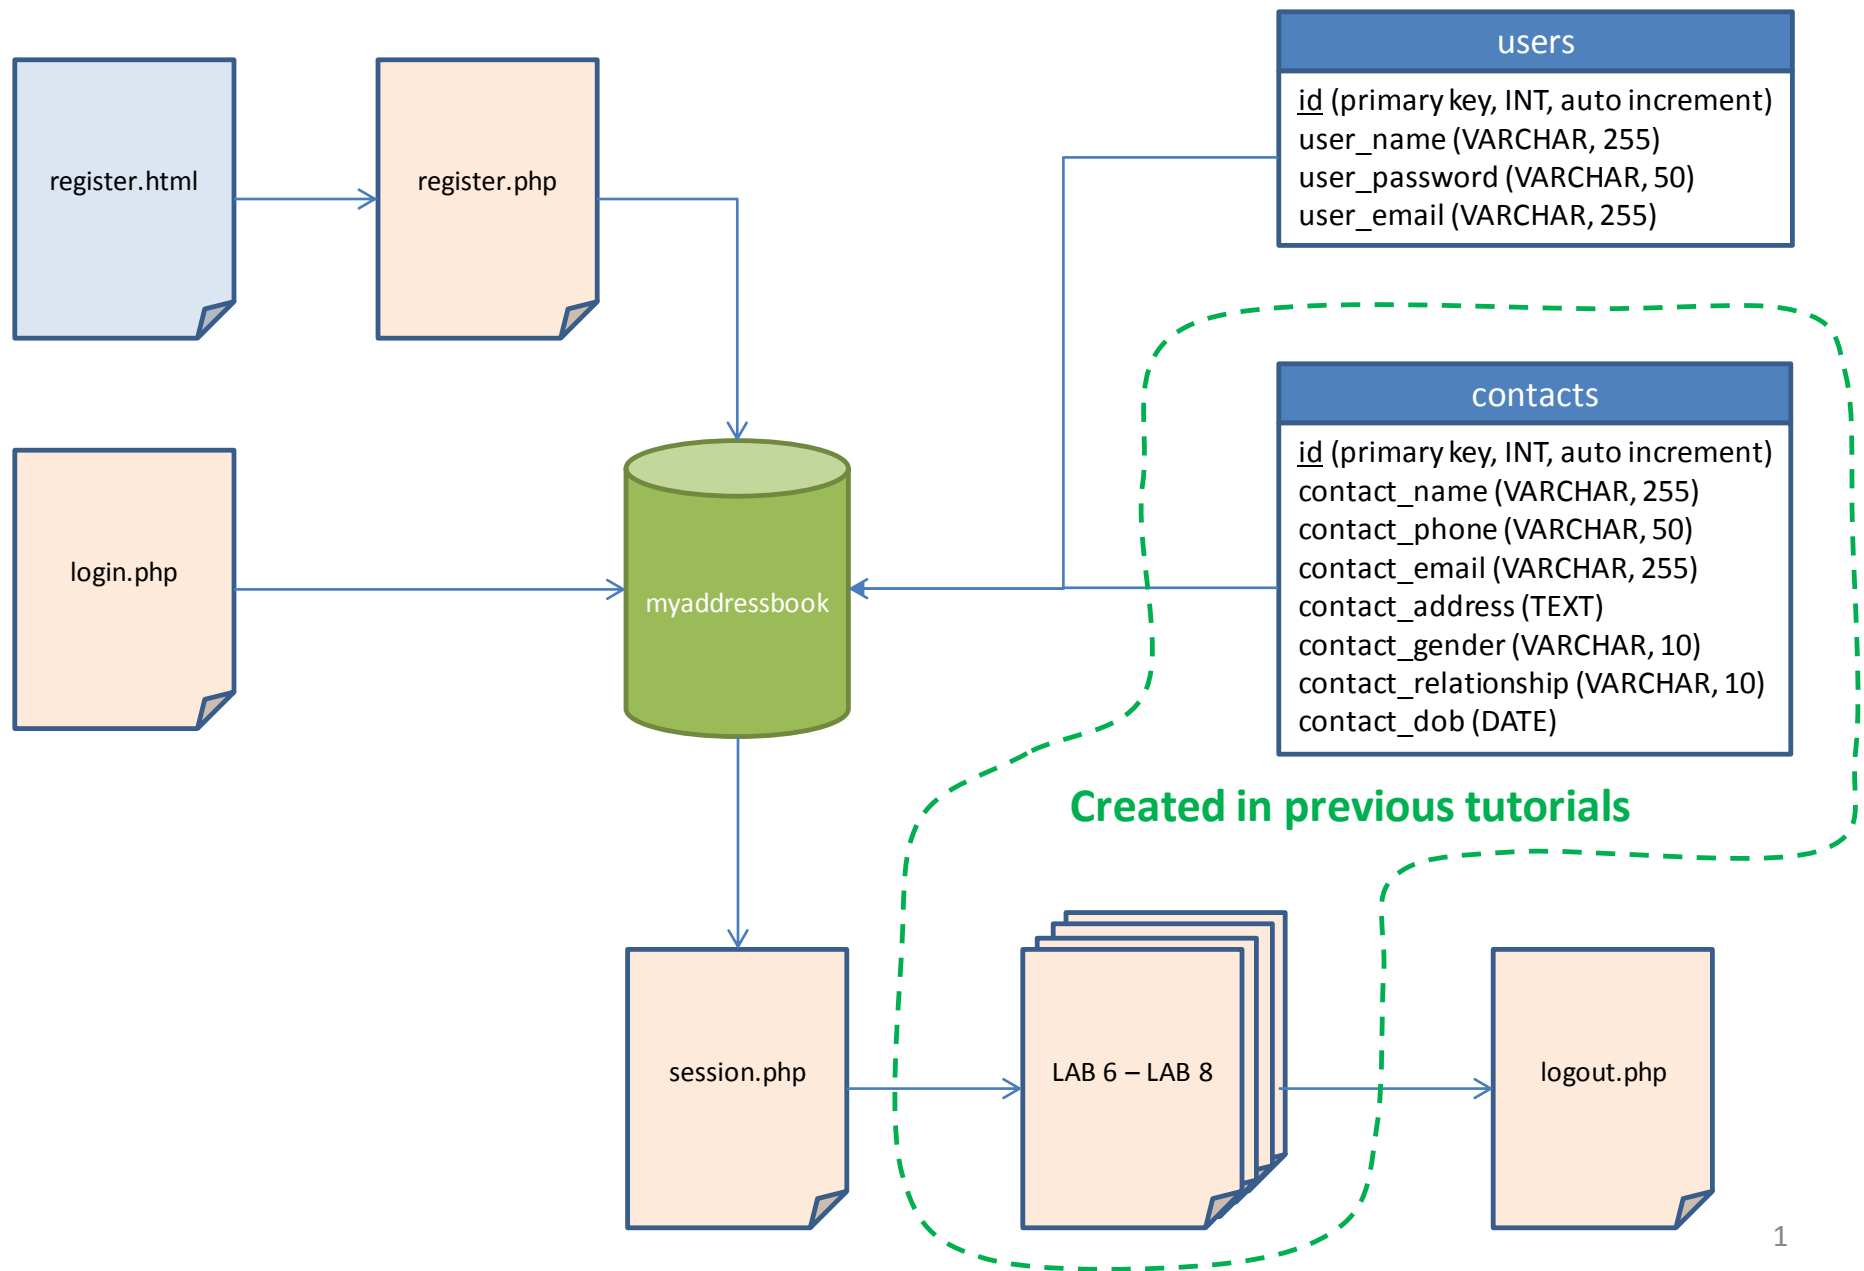 register.html
register.php
users
id (primary key, INT, auto increment)
user_name (VARCHAR, 255)
user_password (VARCHAR, 50)
user_email (VARCHAR, 255)
contacts
id (primary key, INT, auto increment)
contact_name (VARCHAR, 255)
contact_phone (VARCHAR, 50)
contact_email (VARCHAR, 255)
contact_address (TEXT)
contact_gender (VARCHAR, 10)
contact_relationship (VARCHAR, 10)
contact_dob (DATE)
login.php
myaddressbook
Created in previous tutorials
session.php
LAB 6 – LAB 8
logout.php
1